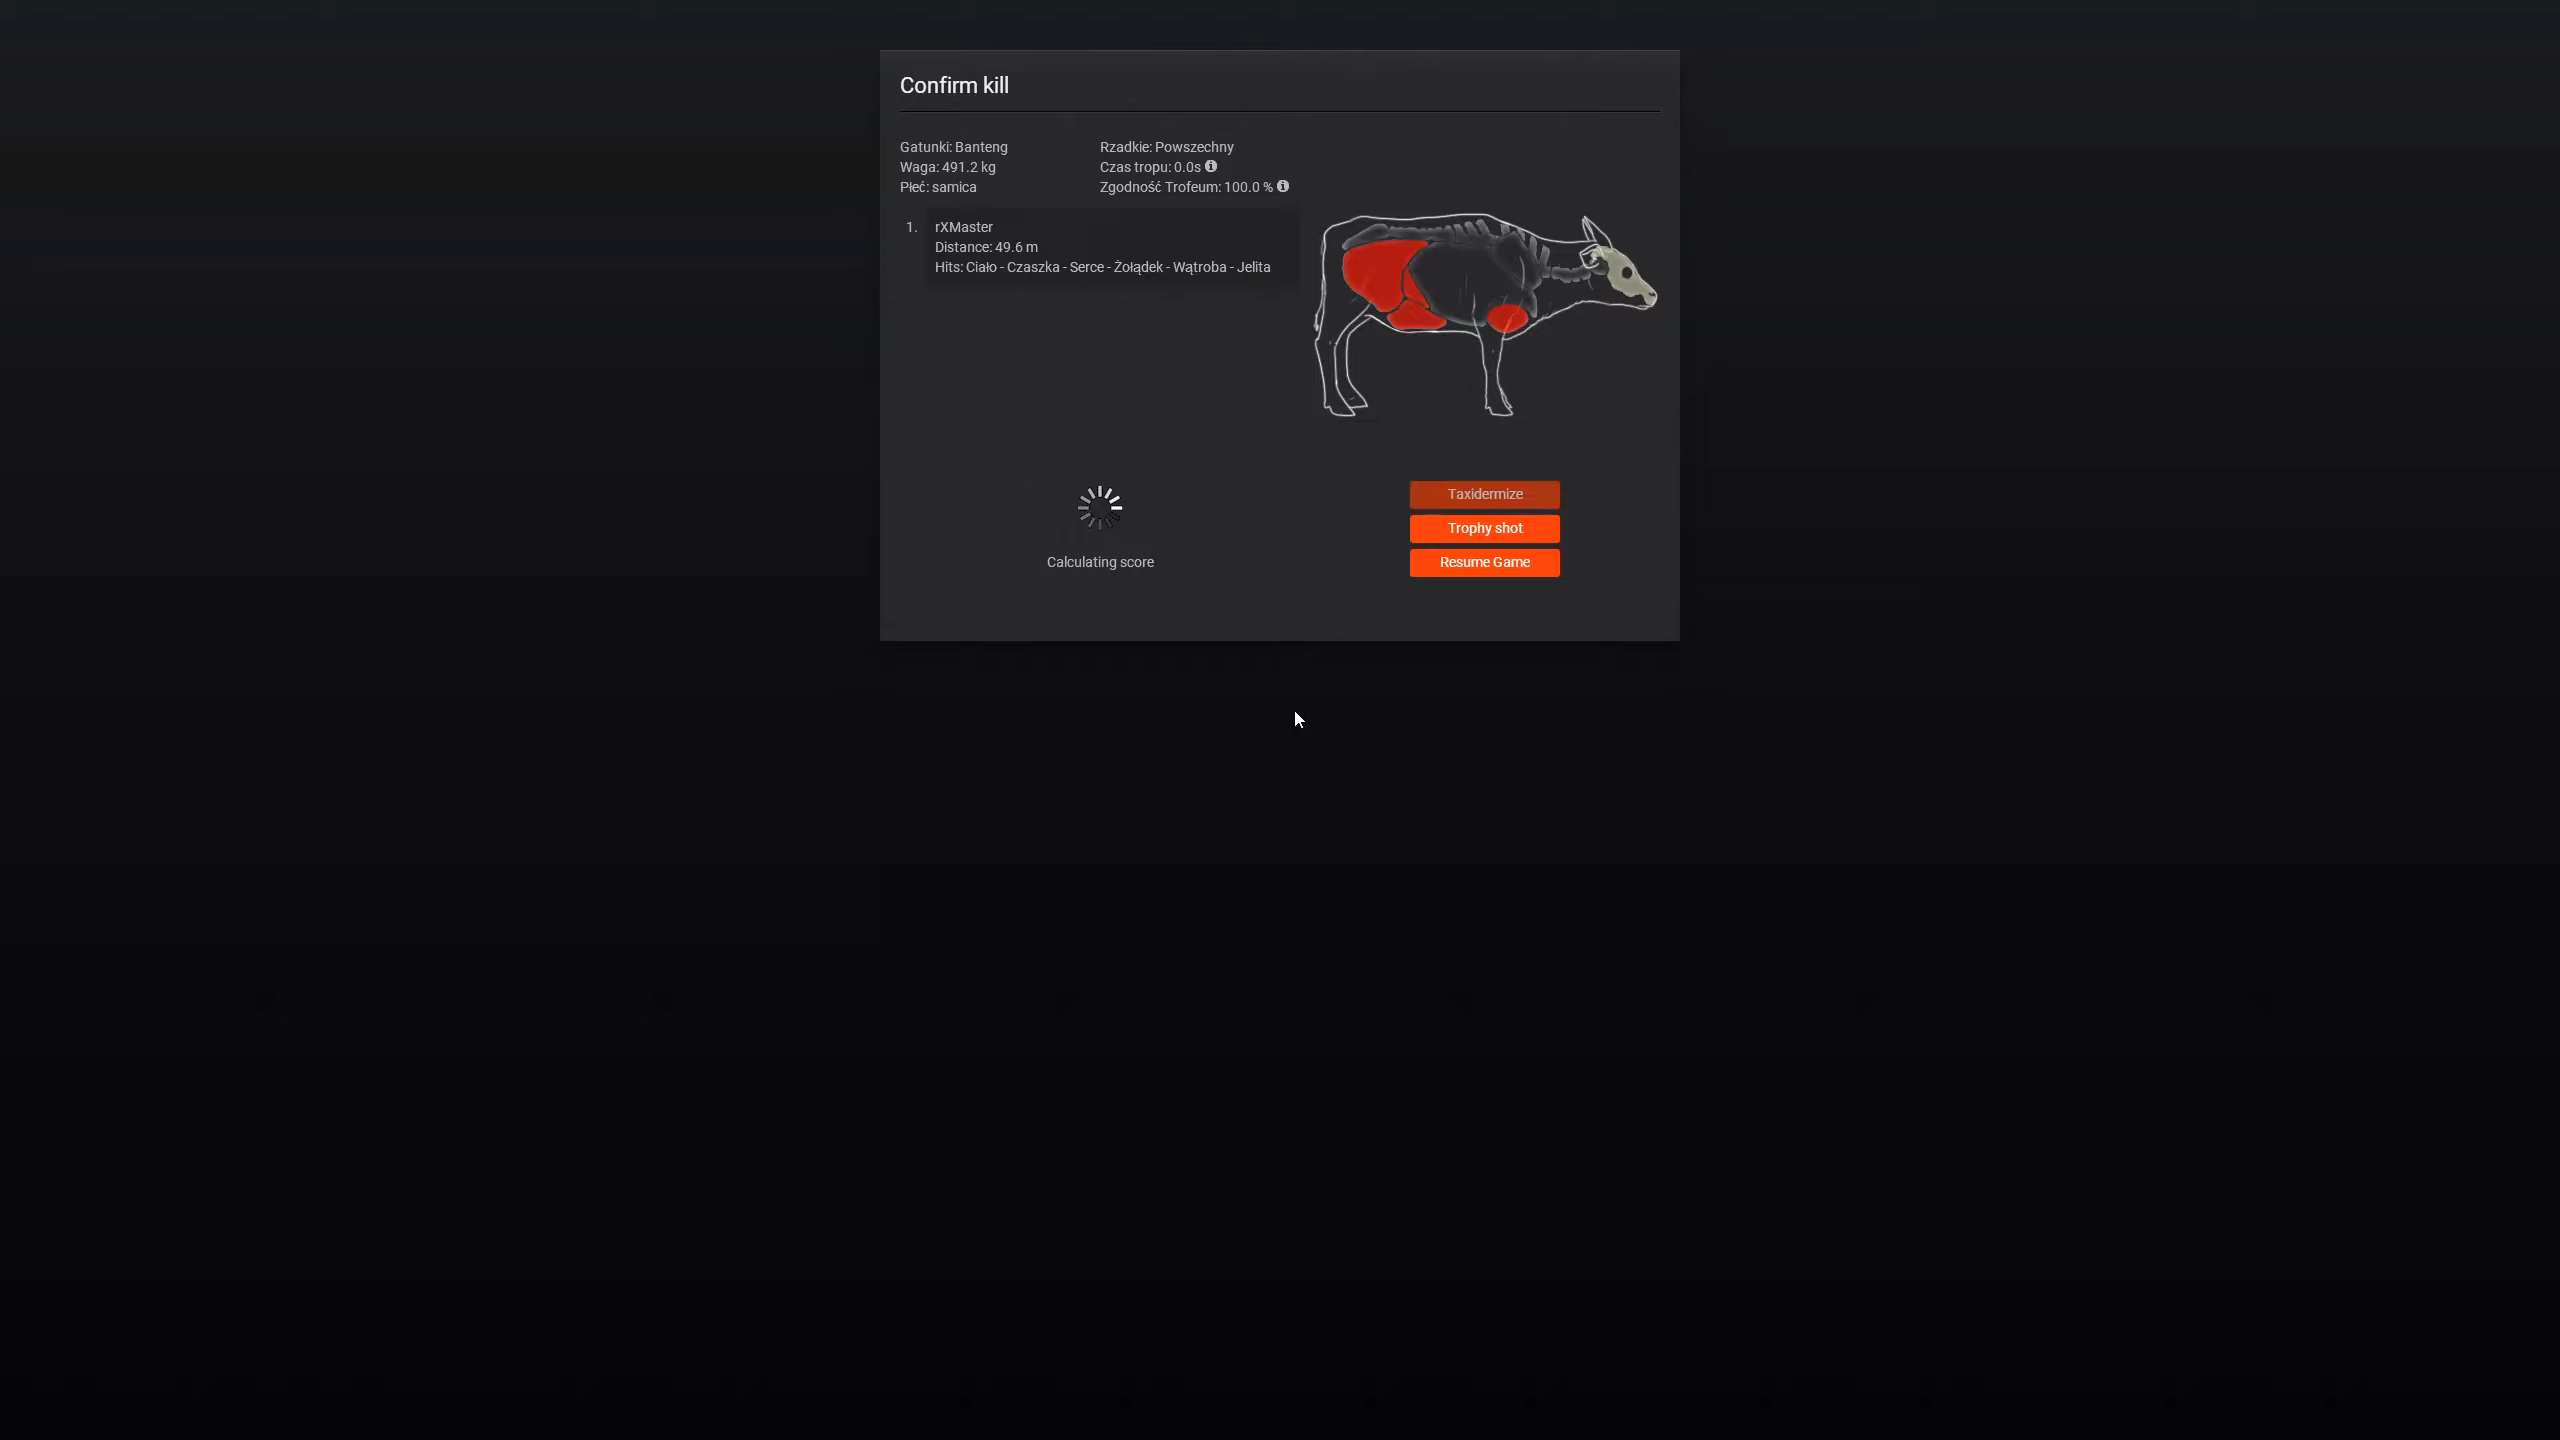 Confirm kill
Gatunki: Banteng
Waga: 491.2 kg
Płeć: samica
Rzadkie: Powszechny
Czas tropu: 0.0s
Zgodność Trofeum: 100.0 %
1. rXMaster
Distance: 49.6 m
Hits: Ciało - Czaszka - Serce - Żołądek - Wątroba - Jelita
Calculating score
Taxidermize
Trophy shot
Resume Game